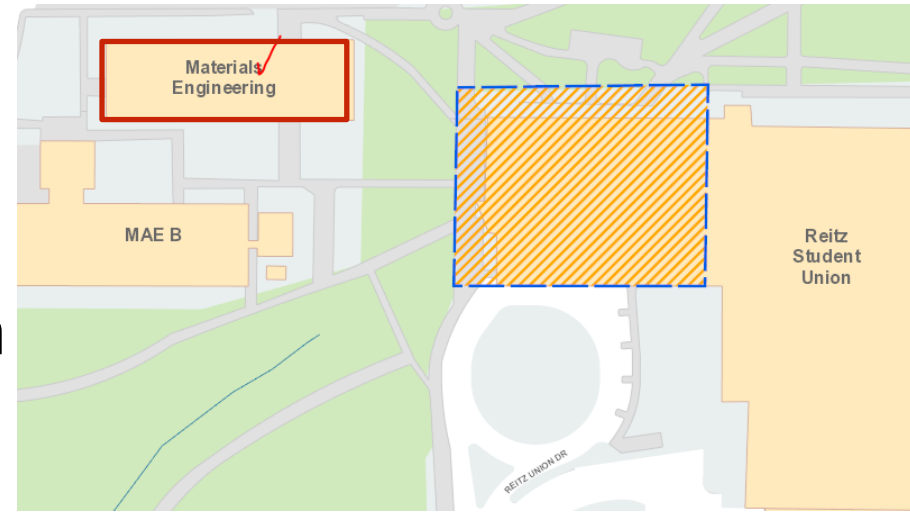 Materials
Engineering
MAE B
Reitz
Student
Union
REITZ UNION DR